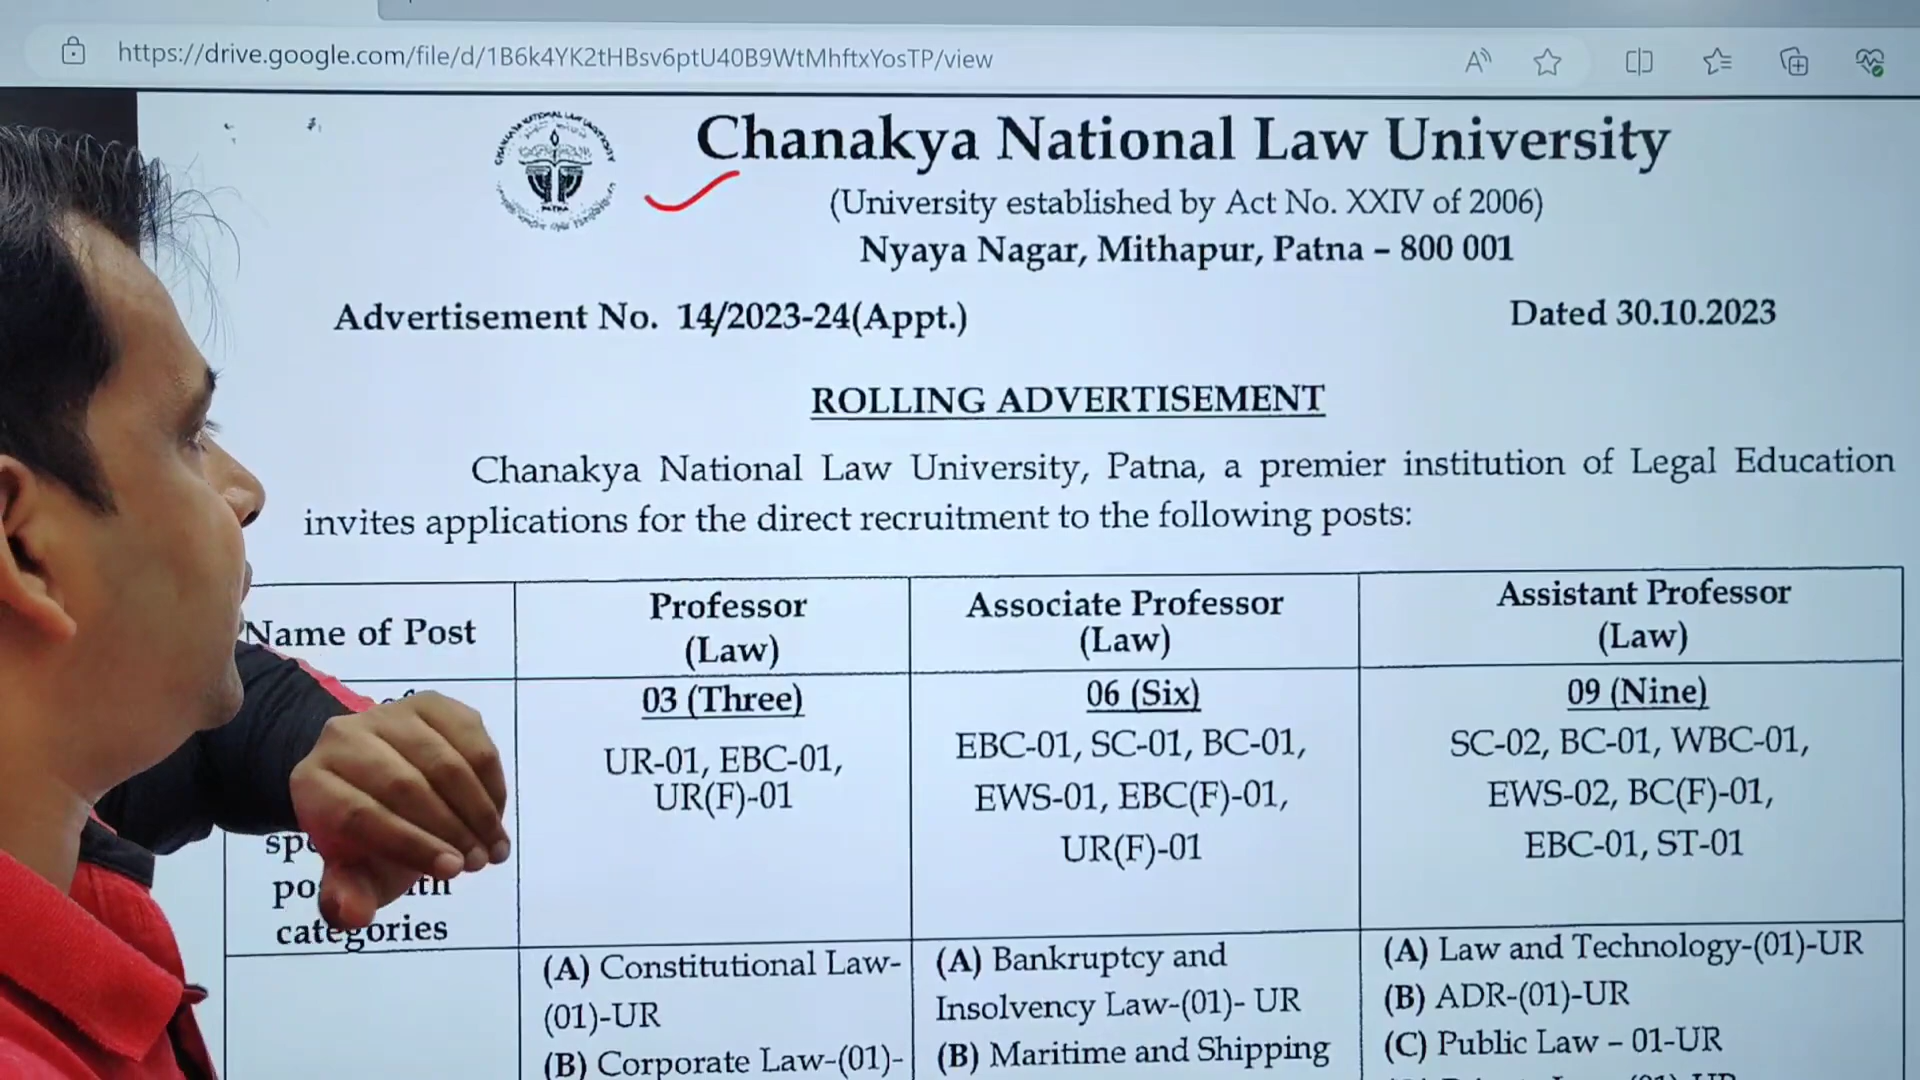 https://drive.google.com/file/d/1B6k4YK2tHBsv6ptU40B9WtMhftxYosTP/view
Chanakya National Law University
(University established by Act No. XXIV of 2006)
Nyaya Nagar, Mithapur, Patna – 800 001
Advertisement No. 14/2023-24(Appt.)
Dated 30.10.2023
ROLLING ADVERTISEMENT
Chanakya National Law University, Patna, a premier institution of Legal Education
invites applications for the direct recruitment to the following posts:
Name of Post
Professor
(Law)
Associate Professor
(Law)
Assistant Professor
(Law)
categories
03 (Three)
UR-01, EBC-01,
UR(F)-01
06 (Six)
EBC-01, SC-01, BC-01,
EWS-01, EBC(F)-01,
UR(F)-01
09 (Nine)
SC-02, BC-01, WBC-01,
EWS-02, BC(F)-01,
EBC-01, ST-01
(A) Constitutional Law-
(01)-UR
(B) Corporate Law-(01)-
(A) Bankruptcy and
Insolvency Law-(01)- UR
(B) Maritime and Shipping
(A) Law and Technology-(01)-UR
(B) ADR-(01)-UR
(C) Public Law – 01-UR